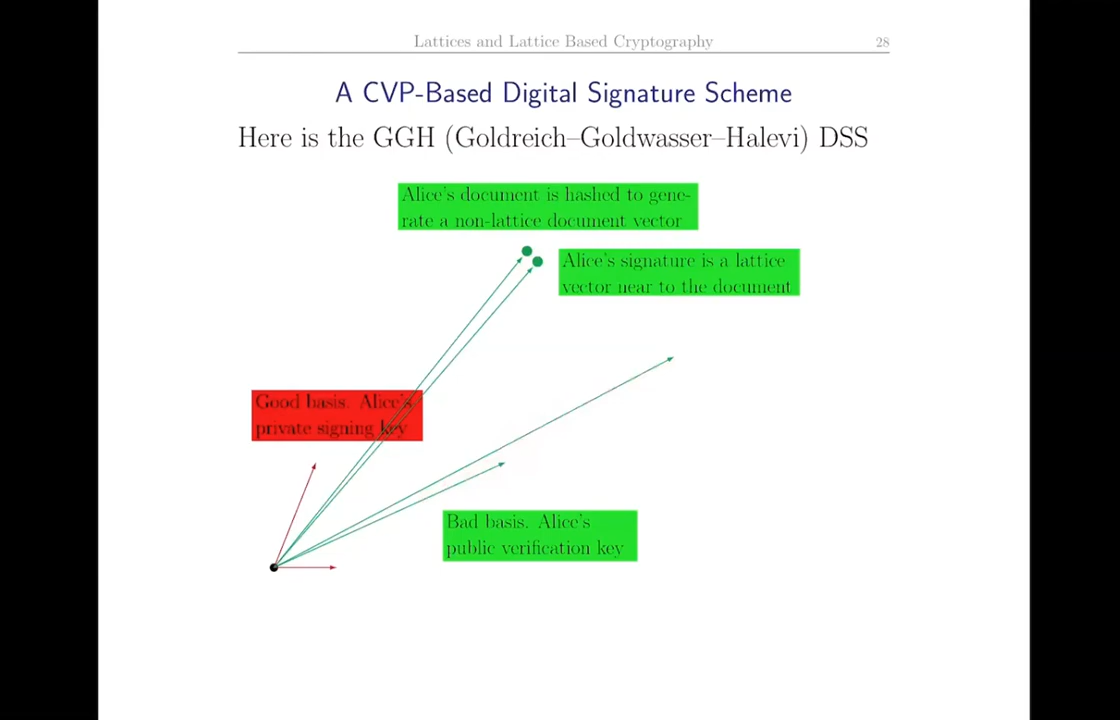 Lattices and Lattice Based Cryptography 28
A CVP-Based Digital Signature Scheme
Here is the GGH (Goldreich–Goldwasser–Halevi) DSS
Alice's document is hashed to gene-
rate a non-lattice document vector
Alice's signature is a lattice
vector near to the document
Good basis. Alice's
private signing key
Bad basis. Alice's
public verification key